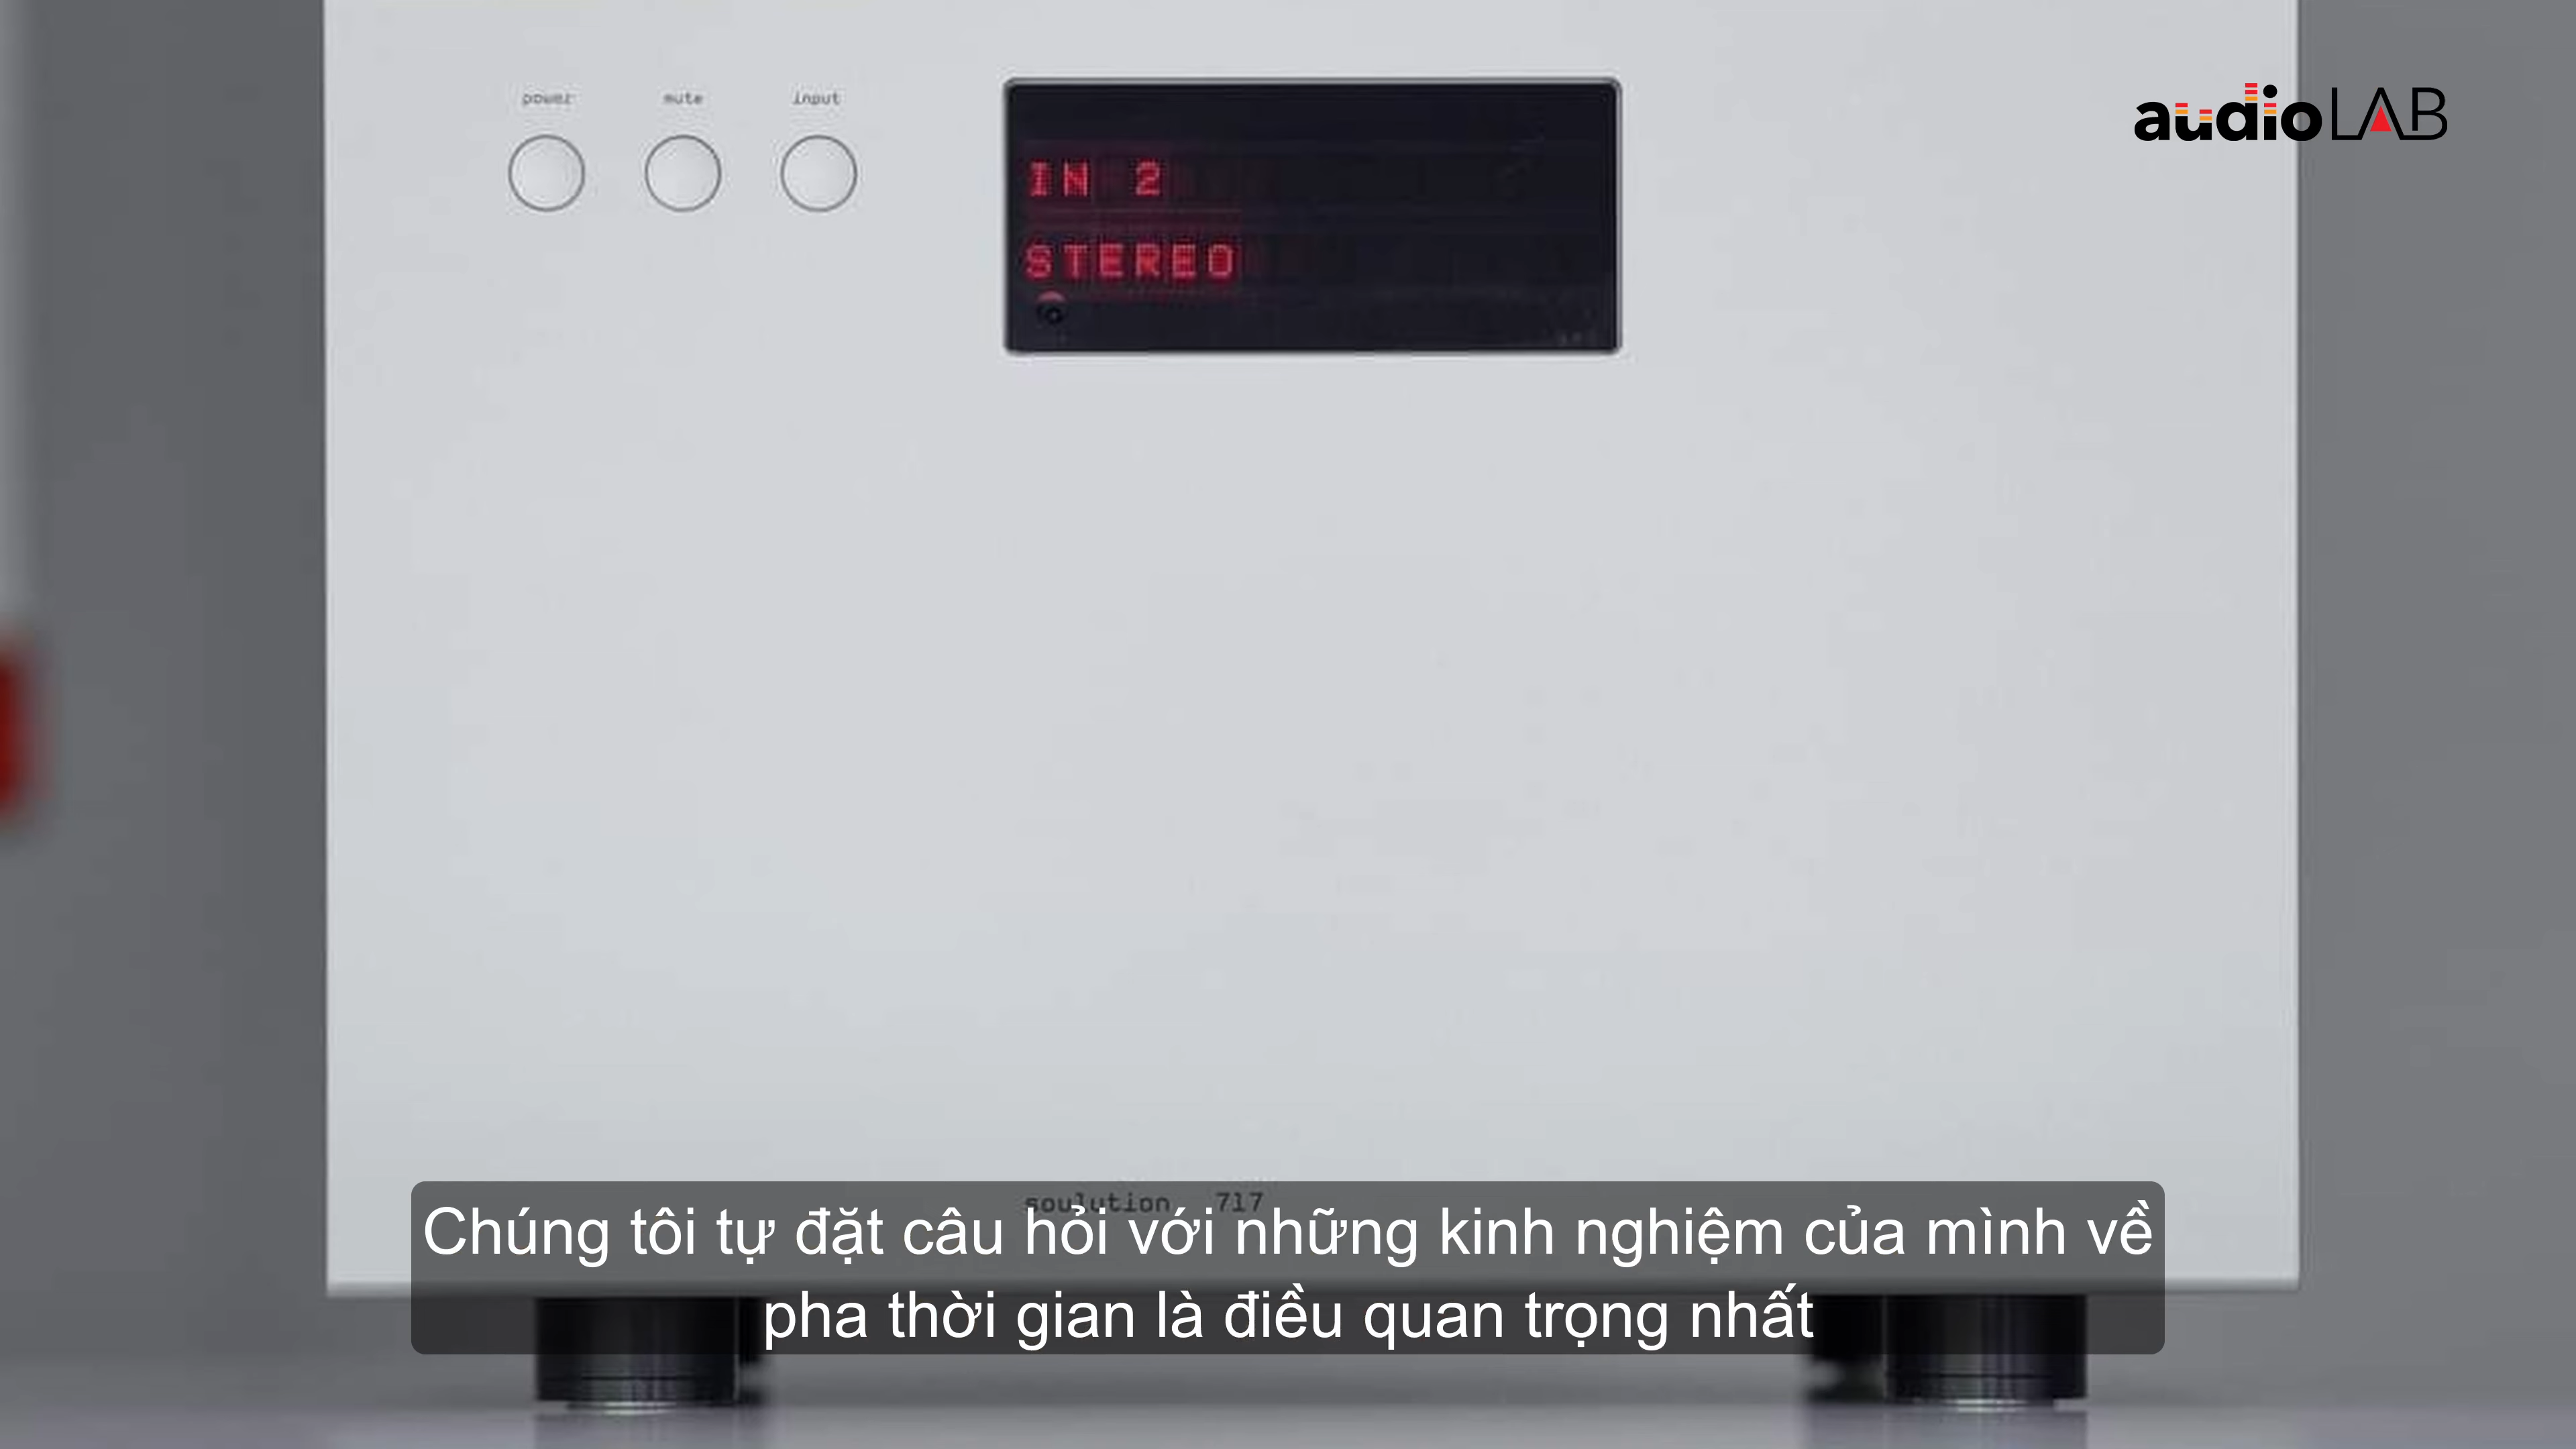 power mute input
audioLAB
IN 2
STEREO
soulution 717
Chúng tôi tự đặt câu hỏi với những kinh nghiệm của mình về
pha thời gian là điều quan trọng nhất